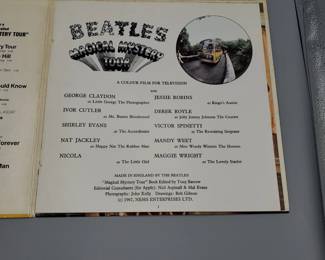 MYSTERY TOUR"
BEATLES
MAGICAL MYSTERY
TOUR
A COLOUR FILM FOR TELEVISION
with
GEORGE CLAYDON
as Little George The Photographer
IVOR CUTLER
as Mr. Buster Bloodvessel
SHIRLEY EVANS
as The Accordionist
NAT JACKLEY
as Happy Nat the Rubber Man
NICOLA
as The Little Girl
JESSIE ROBINS
as Ringo's Auntie
DEREK ROYLE
as Jolly Jimmy Johnson The Courier
VICTOR SPINETTI
as The Recruiting Sergeant
MANDY WEET
as Miss Wendy Winters The Hostess
MAGGIE WRIGHT
as The Lovely Starlet
MADE IN ENGLAND BY THE BEATLES
"Magical Mystery Tour" Book Edited by Tony Barrow
Editorial Consultants (for Apple): Neil Aspinall & Mal Evans
Photographs: John Kelly Drawings: Bob Gibson
(c) 1967, NEMS ENTERPRISES LTD.